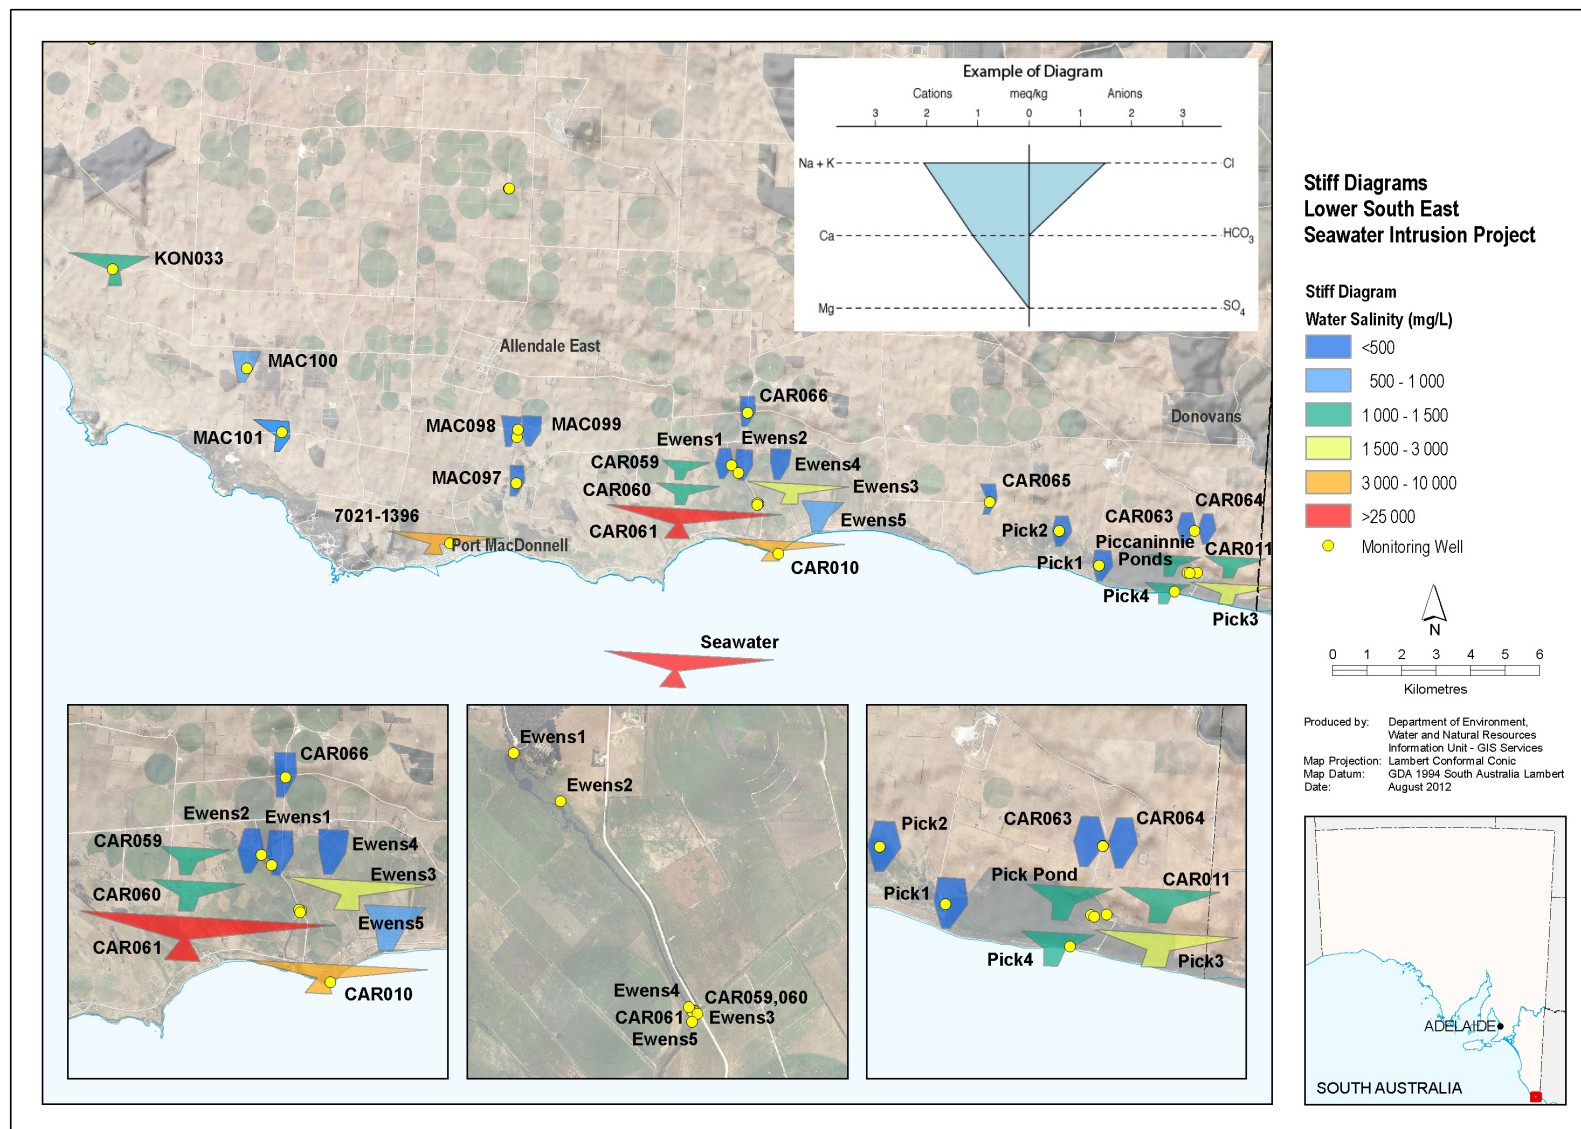 Example of Diagram
Cations meq/kg Anions
3 2 1 0 1 2 3
Na + K Cl
Ca HCO3
Mg SO4
KON033
MAC100
MAC101
Allendale East
MAC098 MAC099
MAC097
7021-1396
Port MacDonnell
CAR066
Ewens1 Ewens2
CAR059 Ewens4
CAR060 Ewens3
CAR061 Ewens5
CAR010
Donovans
CAR065
CAR064
CAR063
Pick2
Piccaninnie
Ponds
CAR011
Pick1
Pick4
Pick3
Seawater
CAR066
Ewens2 Ewens1
CAR059 Ewens4
Ewens3
CAR060
Ewens5
CAR061
CAR010
Ewens1
Ewens2
Ewens4 CAR059,060
CAR061 Ewens3
Ewens5
Pick2 CAR063 CAR064
Pick1 Pick Pond CAR011
Pick4 Pick3
Stiff Diagrams
Lower South East
Seawater Intrusion Project
Stiff Diagram
Water Salinity (mg/L)
<500
500 - 1 000
1 000 - 1 500
1 500 - 3 000
3 000 - 10 000
>25 000
Monitoring Well
N
0 1 2 3 4 5 6
Kilometres
Produced by: Department of Environment,
Water and Natural Resources
Information Unit - GIS Services
Map Projection: Lambert Conformal Conic
Map Datum: GDA 1994 South Australia Lambert
Date: August 2012
ADELAIDE
SOUTH AUSTRALIA